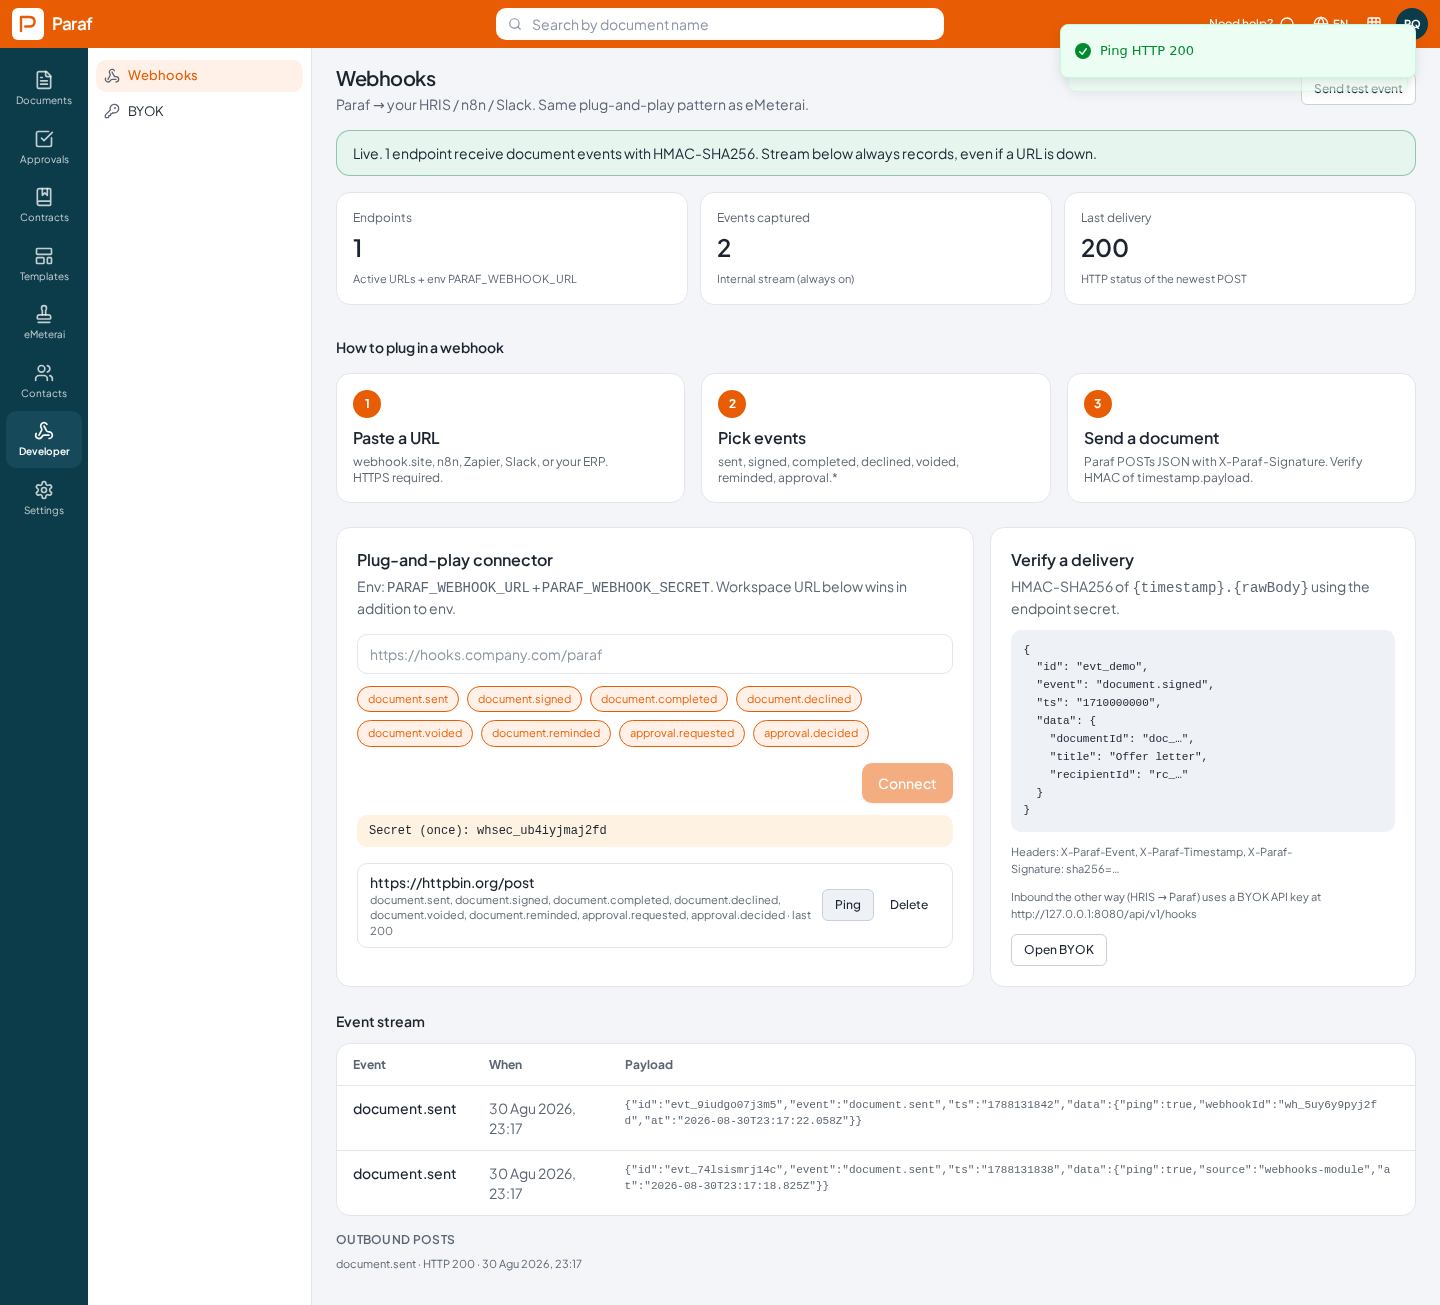 Paraf
Search by document name
Need help?
EN
Ping HTTP 200
Documents
Approvals
Contracts
Templates
eMeterai
Contacts
Developer
Settings
Webhooks
BYOK
Webhooks
Paraf → your HRIS / n8n / Slack. Same plug-and-play pattern as eMeterai.
Send test event
Live. 1 endpoint receive document events with HMAC-SHA256. Stream below always records, even if a URL is down.
Endpoints
1
Active URLs + env PARAF_WEBHOOK_URL
Events captured
2
Internal stream (always on)
Last delivery
200
HTTP status of the newest POST
How to plug in a webhook
1
Paste a URL
webhook.site, n8n, Zapier, Slack, or your ERP.
HTTPS required.
2
Pick events
sent, signed, completed, declined, voided,
reminded, approval.*
3
Send a document
Paraf POSTs JSON with X-Paraf-Signature. Verify
HMAC of timestamp.payload.
Plug-and-play connector
Env: PARAF_WEBHOOK_URL + PARAF_WEBHOOK_SECRET. Workspace URL below wins in
addition to env.
https://hooks.company.com/paraf
document.sent
document.signed
document.completed
document.declined
document.voided
document.reminded
approval.requested
approval.decided
Connect
Secret (once): whsec_ub4iyjmaj2fd
https://httpbin.org/post
document.sent, document.signed, document.completed, document.declined,
document.voided, document.reminded, approval.requested, approval.decided · last
200
Ping
Delete
Verify a delivery
HMAC-SHA256 of {timestamp}.{rawBody} using the
endpoint secret.
{
"id": "evt_demo",
"event": "document.signed",
"ts": "1710000000",
"data": {
"documentId": "doc_…",
"title": "Offer letter",
"recipientId": "rc_…"
}
}
Headers: X-Paraf-Event, X-Paraf-Timestamp, X-Paraf-
Signature: sha256=…
Inbound the other way (HRIS → Paraf) uses a BYOK API key at
http://127.0.0.1:8080/api/v1/hooks
Open BYOK
Event stream
Event
When
Payload
document.sent
30 Agu 2026,
23:17
{"id":"evt_9iudgo07j3m5","event":"document.sent","ts":"1788131842","data":{"ping":true,"webhookId":"wh_5uy6y9pyj2f
d","at":"2026-08-30T23:17:22.058Z"}}
document.sent
30 Agu 2026,
23:17
{"id":"evt_74lsismrj14c","event":"document.sent","ts":"1788131838","data":{"ping":true,"source":"webhooks-module","a
t":"2026-08-30T23:17:18.825Z"}}
OUTBOUND POSTS
document.sent · HTTP 200 · 30 Agu 2026, 23:17